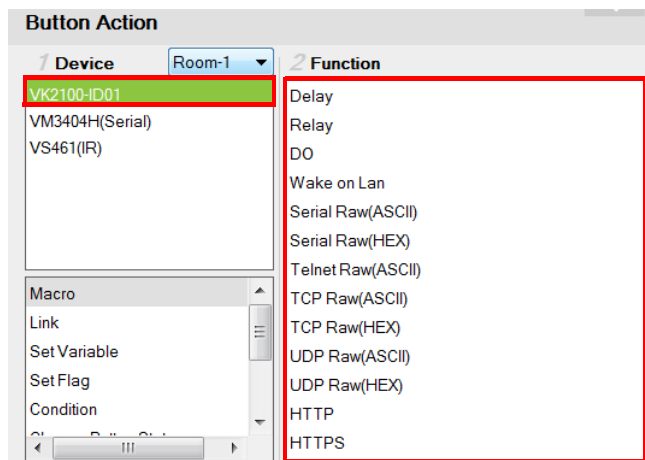 Button Action
1 Device
Room-1
2 Function
VK2100-ID01
VM3404H(Serial)
VS461(IR)
Macro
Link
Set Variable
Set Flag
Condition
Delay
Relay
DO
Wake on Lan
Serial Raw(ASCII)
Serial Raw(HEX)
Telnet Raw(ASCII)
TCP Raw(ASCII)
TCP Raw(HEX)
UDP Raw(ASCII)
UDP Raw(HEX)
HTTP
HTTPS